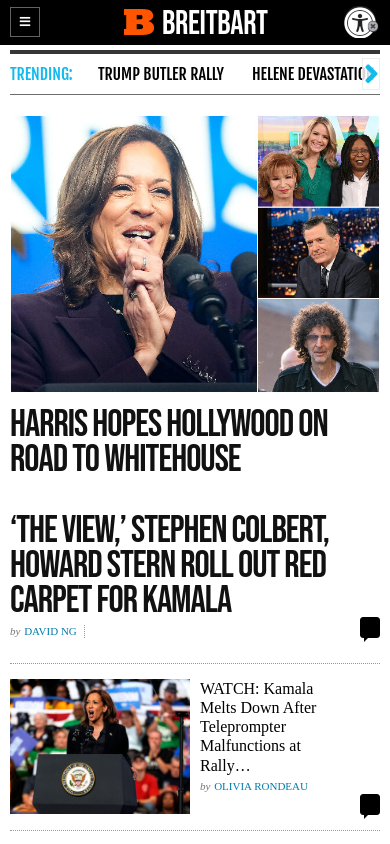 BREITBART
TRENDING: TRUMP BUTLER RALLY HELENE DEVASTATIO
HARRIS HOPES HOLLYWOOD ON
ROAD TO WHITEHOUSE
‘THE VIEW,’ STEPHEN COLBERT,
HOWARD STERN ROLL OUT RED
CARPET FOR KAMALA
by DAVID NG
WATCH: Kamala
Melts Down After
Teleprompter
Malfunctions at
Rally…
by OLIVIA RONDEAU